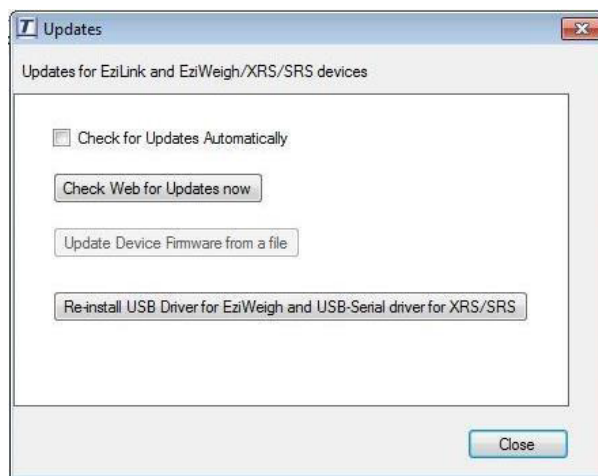 T Updates
Updates for EziLink and EziWeigh/XRS/SRS devices
Check for Updates Automatically
Check Web for Updates now
Update Device Firmware from a file
Re-install USB Driver for EziWeigh and USB-Serial driver for XRS/SRS
Close